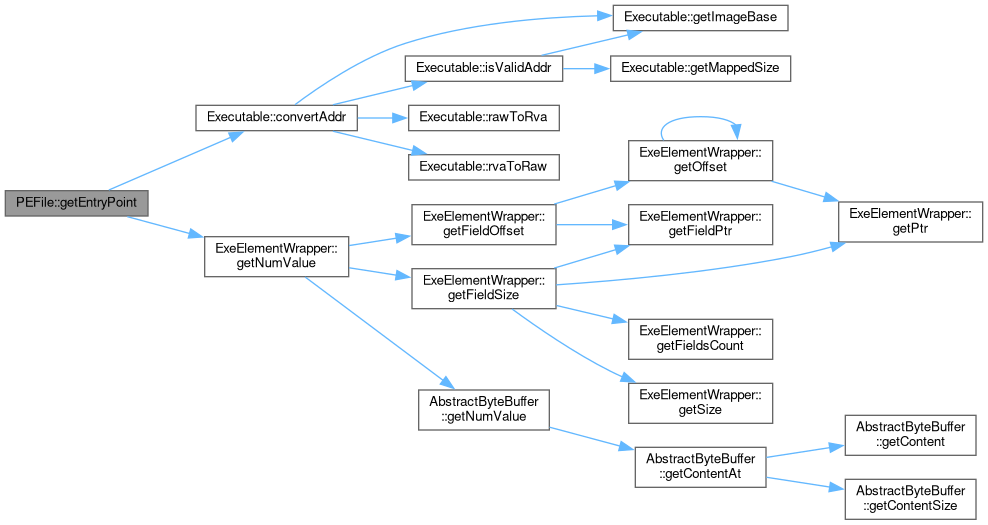 PEFile::getEntryPoint
Executable::convertAddr
Executable::getImageBase
Executable::isValidAddr
Executable::getMappedSize
Executable::rawToRva
Executable::rvaToRaw
ExeElementWrapper::
getNumValue
ExeElementWrapper::
getFieldOffset
ExeElementWrapper::
getOffset
ExeElementWrapper::
getFieldPtr
ExeElementWrapper::
getPtr
ExeElementWrapper::
getFieldSize
ExeElementWrapper::
getFieldsCount
ExeElementWrapper::
getSize
AbstractByteBuffer
::getNumValue
AbstractByteBuffer
::getContentAt
AbstractByteBuffer
::getContent
AbstractByteBuffer
::getContentSize